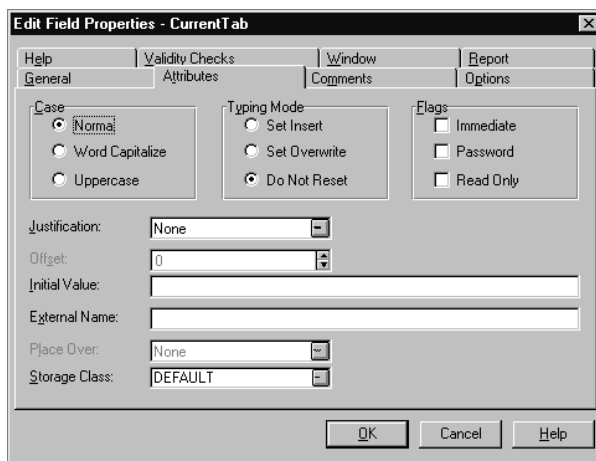 Edit Field Properties - CurrentTab
Help Validity Checks Window Report
General Attributes Comments Options
Case Typing Mode Flags
Normal Set Insert Immediate
Word Capitalize Set Overwrite Password
Uppercase Do Not Reset Read Only
Justification: None
Offset: 0
Initial Value:
External Name:
Place Over: None
Storage Class: DEFAULT
OK Cancel Help